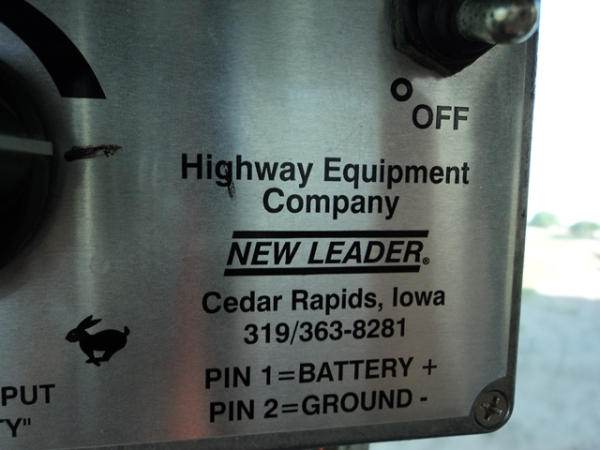 OFF
Highway Equipment
Company
NEW LEADER®
Cedar Rapids, Iowa
319/363-8281
PIN 1=BATTERY +
PIN 2=GROUND -
PUT
Y"